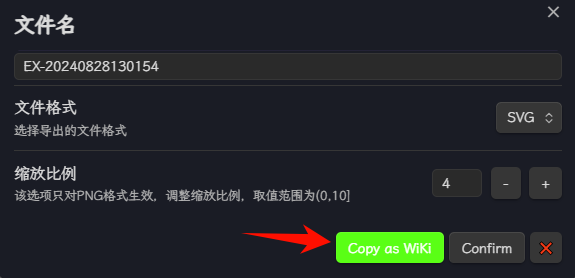 文件名
EX-20240828130154
文件格式
选择导出的文件格式
SVG
缩放比例
该选项只对PNG格式生效，调整缩放比例，取值范围为(0,10]
4
-
+
Copy as WiKi
Confirm